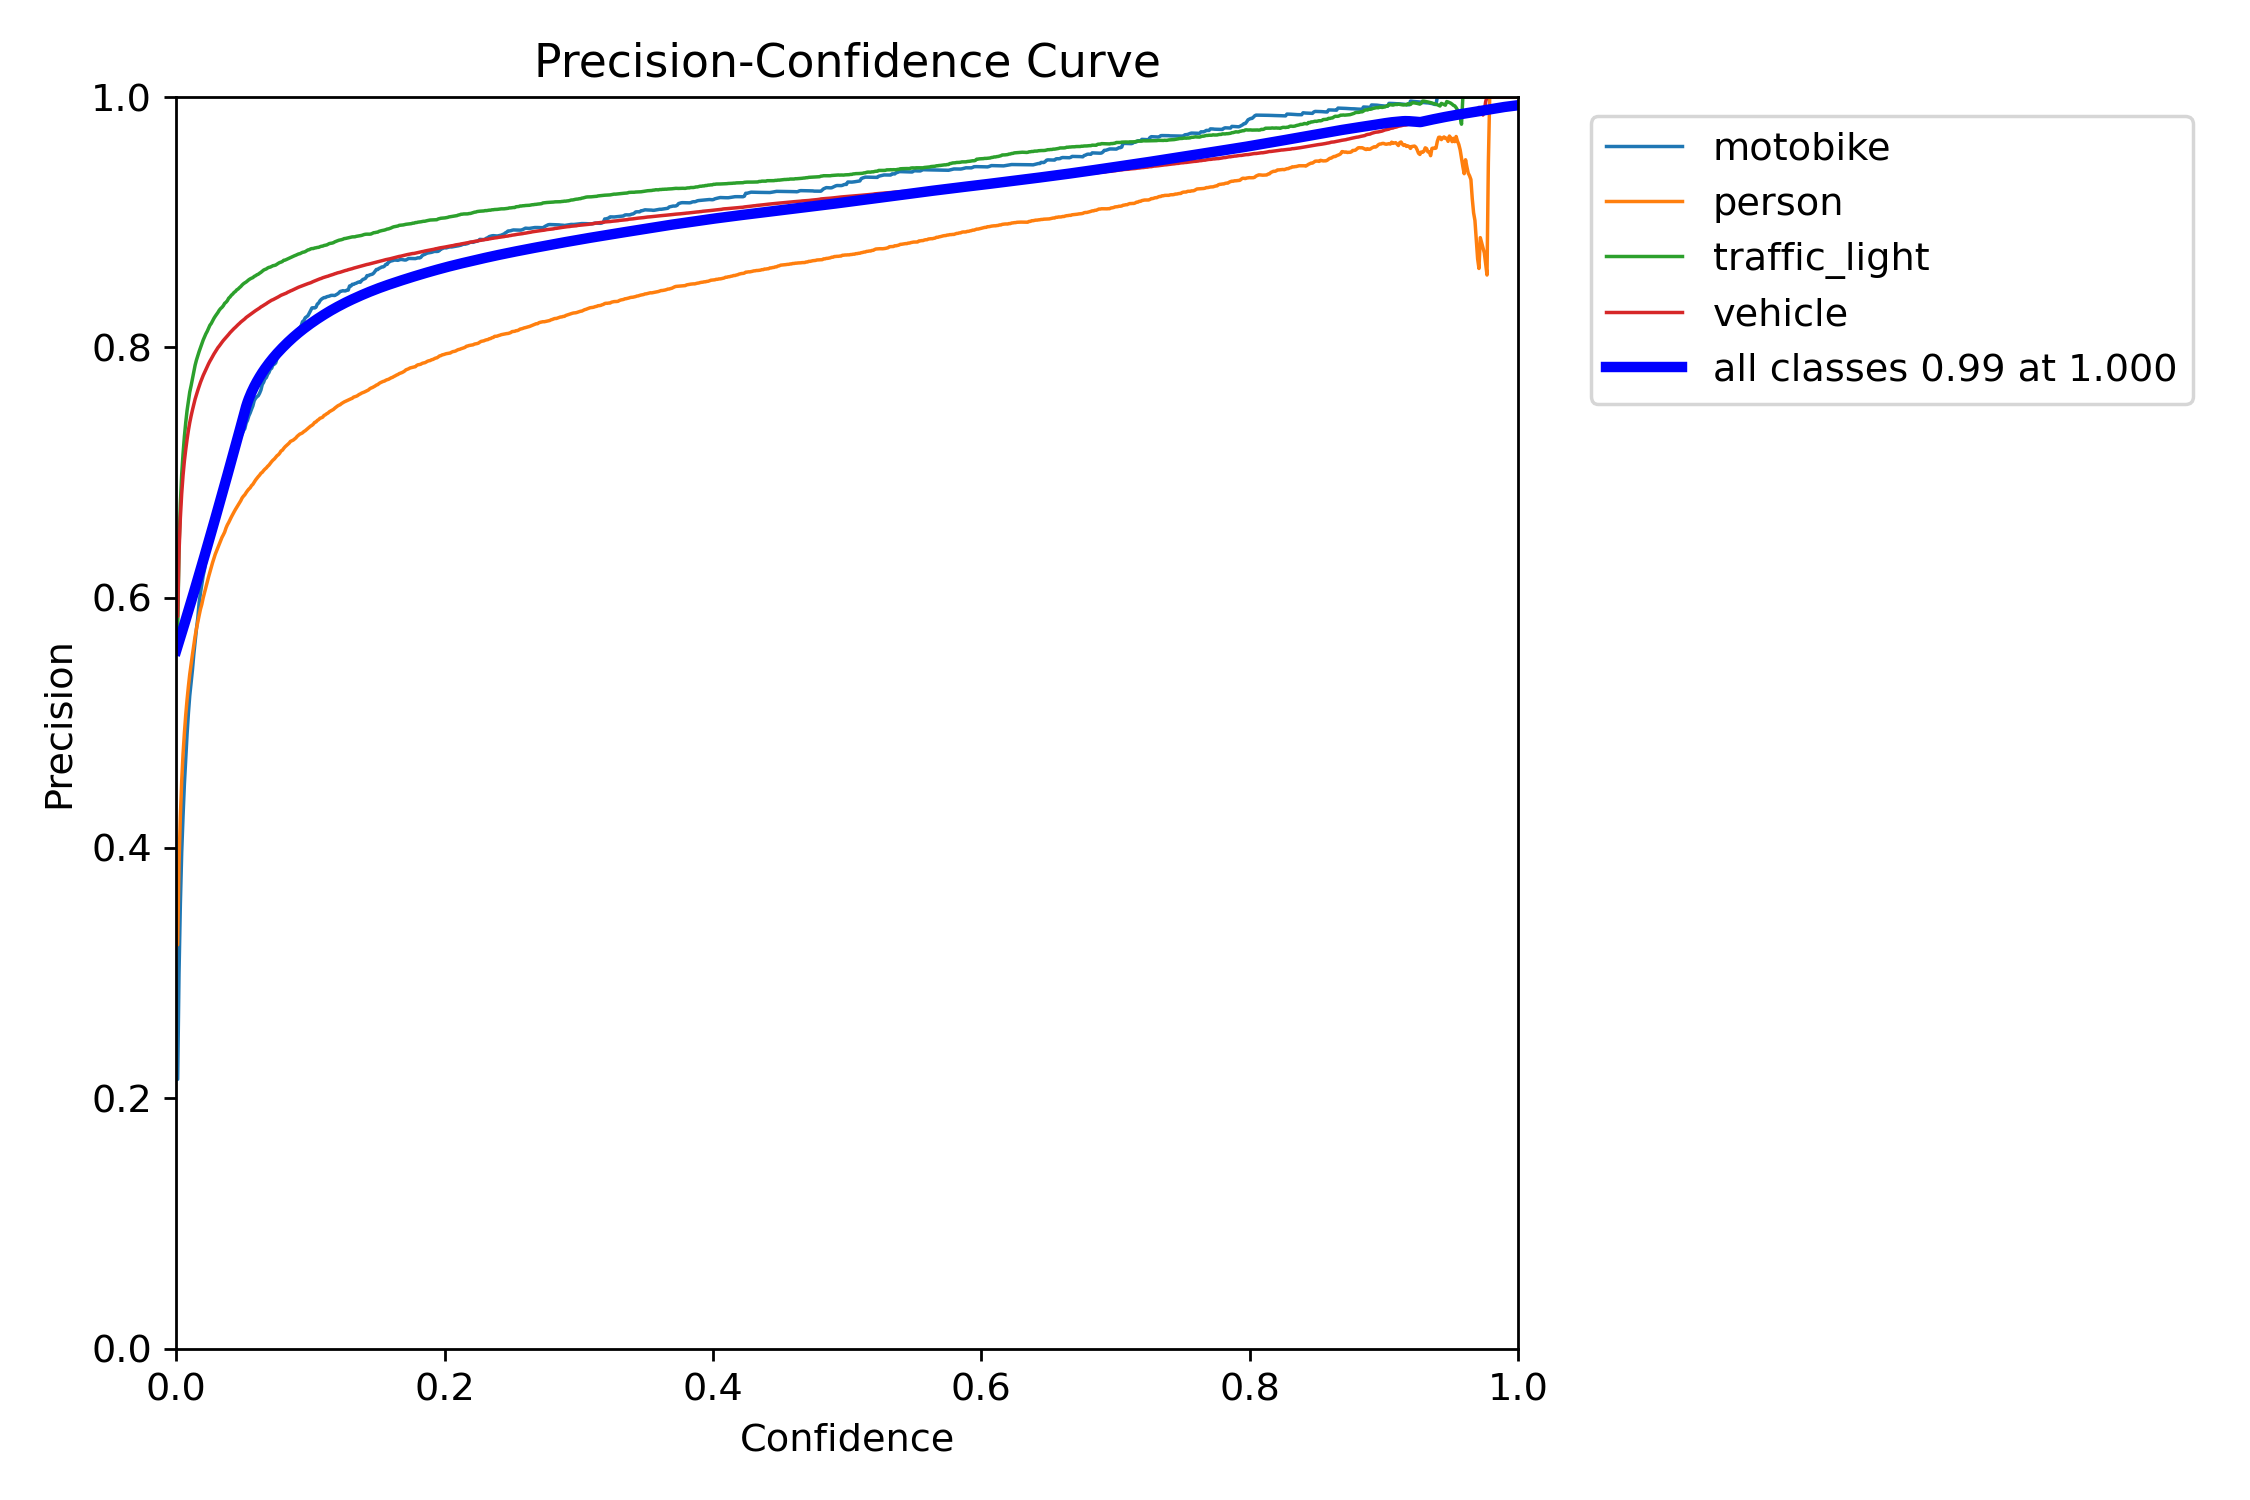 Precision-Confidence Curve
1.0
0.8
0.6
0.4
0.2
0.0
Precision
0.0 0.2 0.4 0.6 0.8 1.0
Confidence
motobike
person
traffic_light
vehicle
all classes 0.99 at 1.000